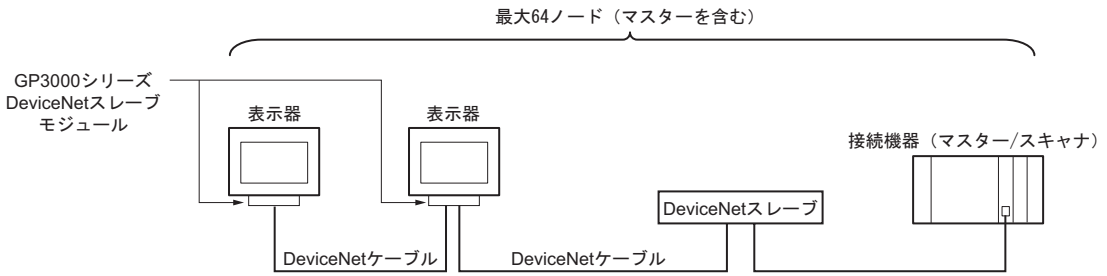 最大64ノード（マスターを含む）
GP3000シリーズ
DeviceNetスレーブ
モジュール
表示器
表示器
接続機器（マスター/スキャナ）
DeviceNetスレーブ
DeviceNetケーブル
DeviceNetケーブル